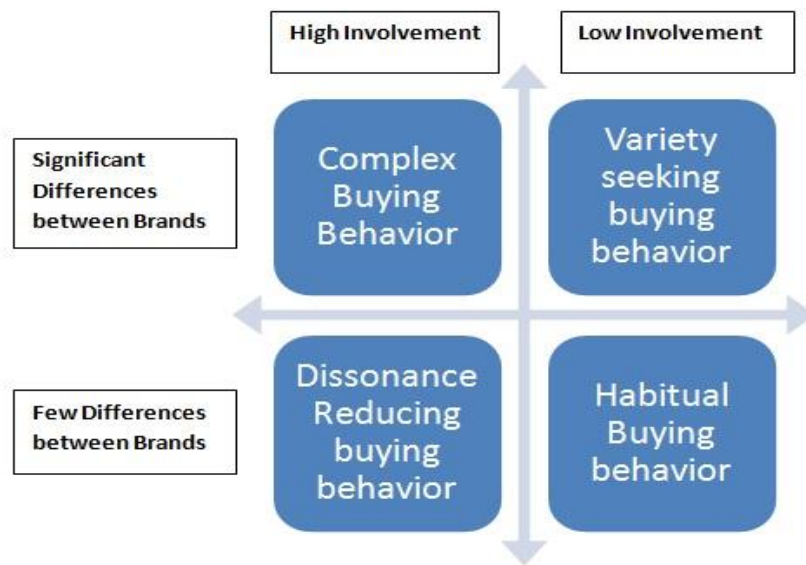 High Involvement
Low Involvement
Significant
Differences
between Brands
Complex
Buying
Behavior
Variety
seeking
buying
behavior
Few Differences
between Brands
Dissonance
Reducing
buying
behavior
Habitual
Buying
behavior